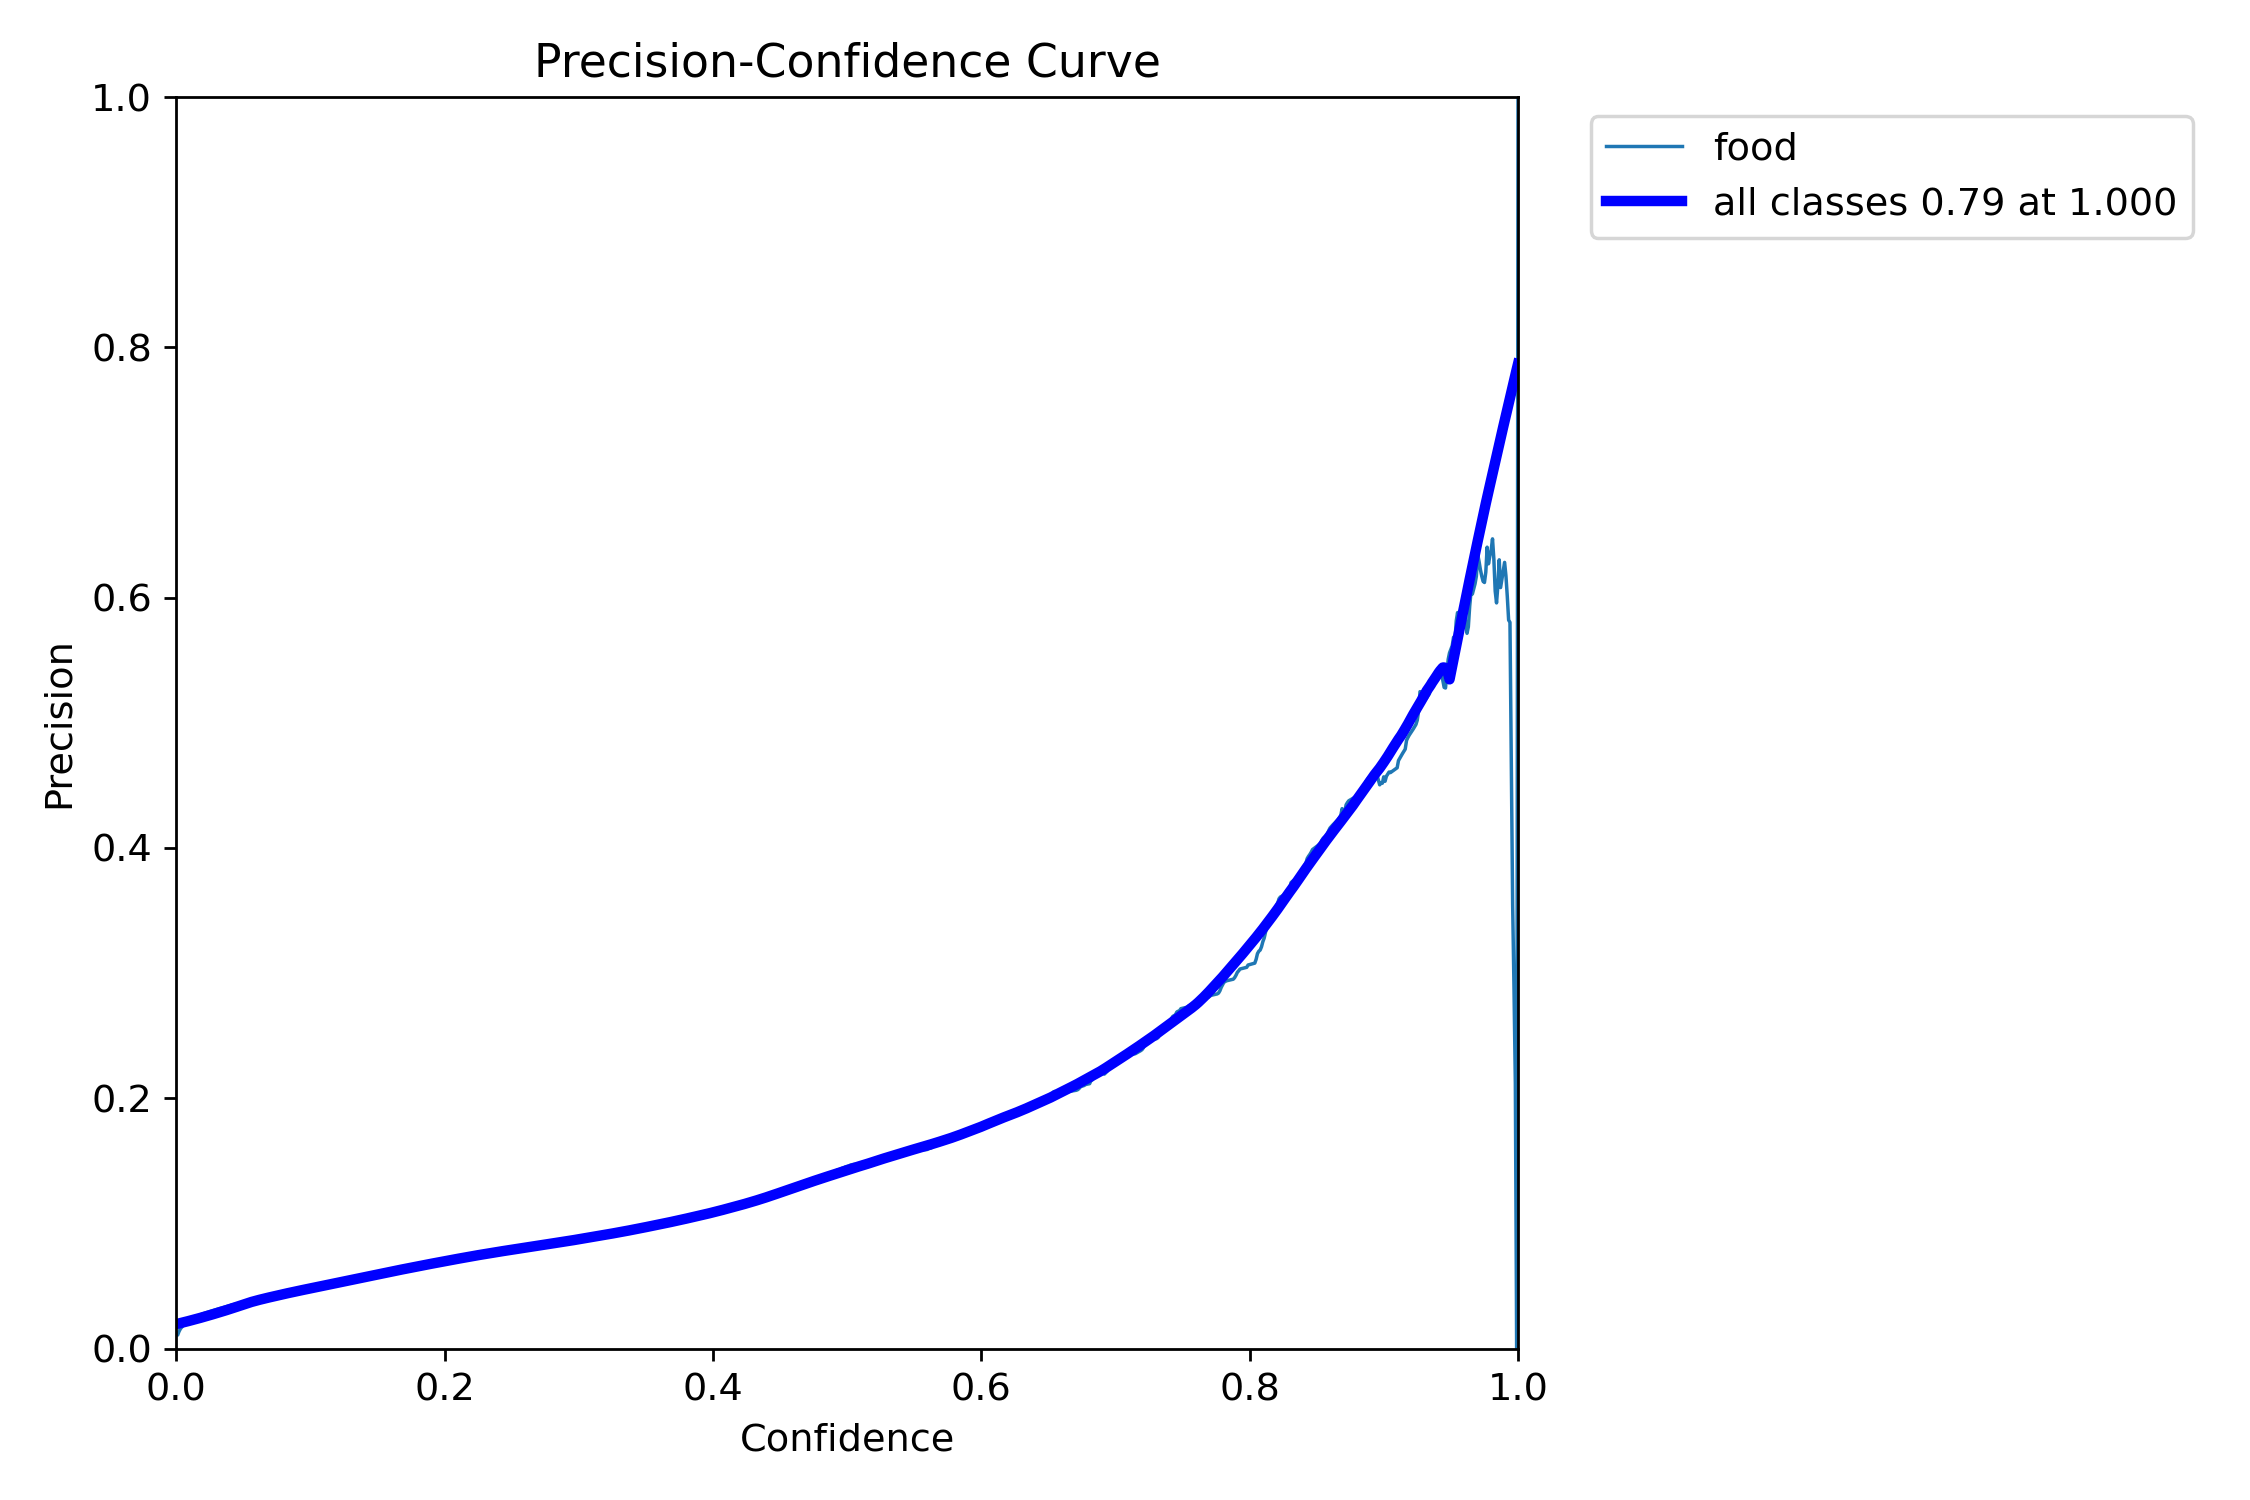 Precision-Confidence Curve
food
all classes 0.79 at 1.000
1.0
0.8
0.6
0.4
0.2
0.0
Precision
0.0 0.2 0.4 0.6 0.8 1.0
Confidence